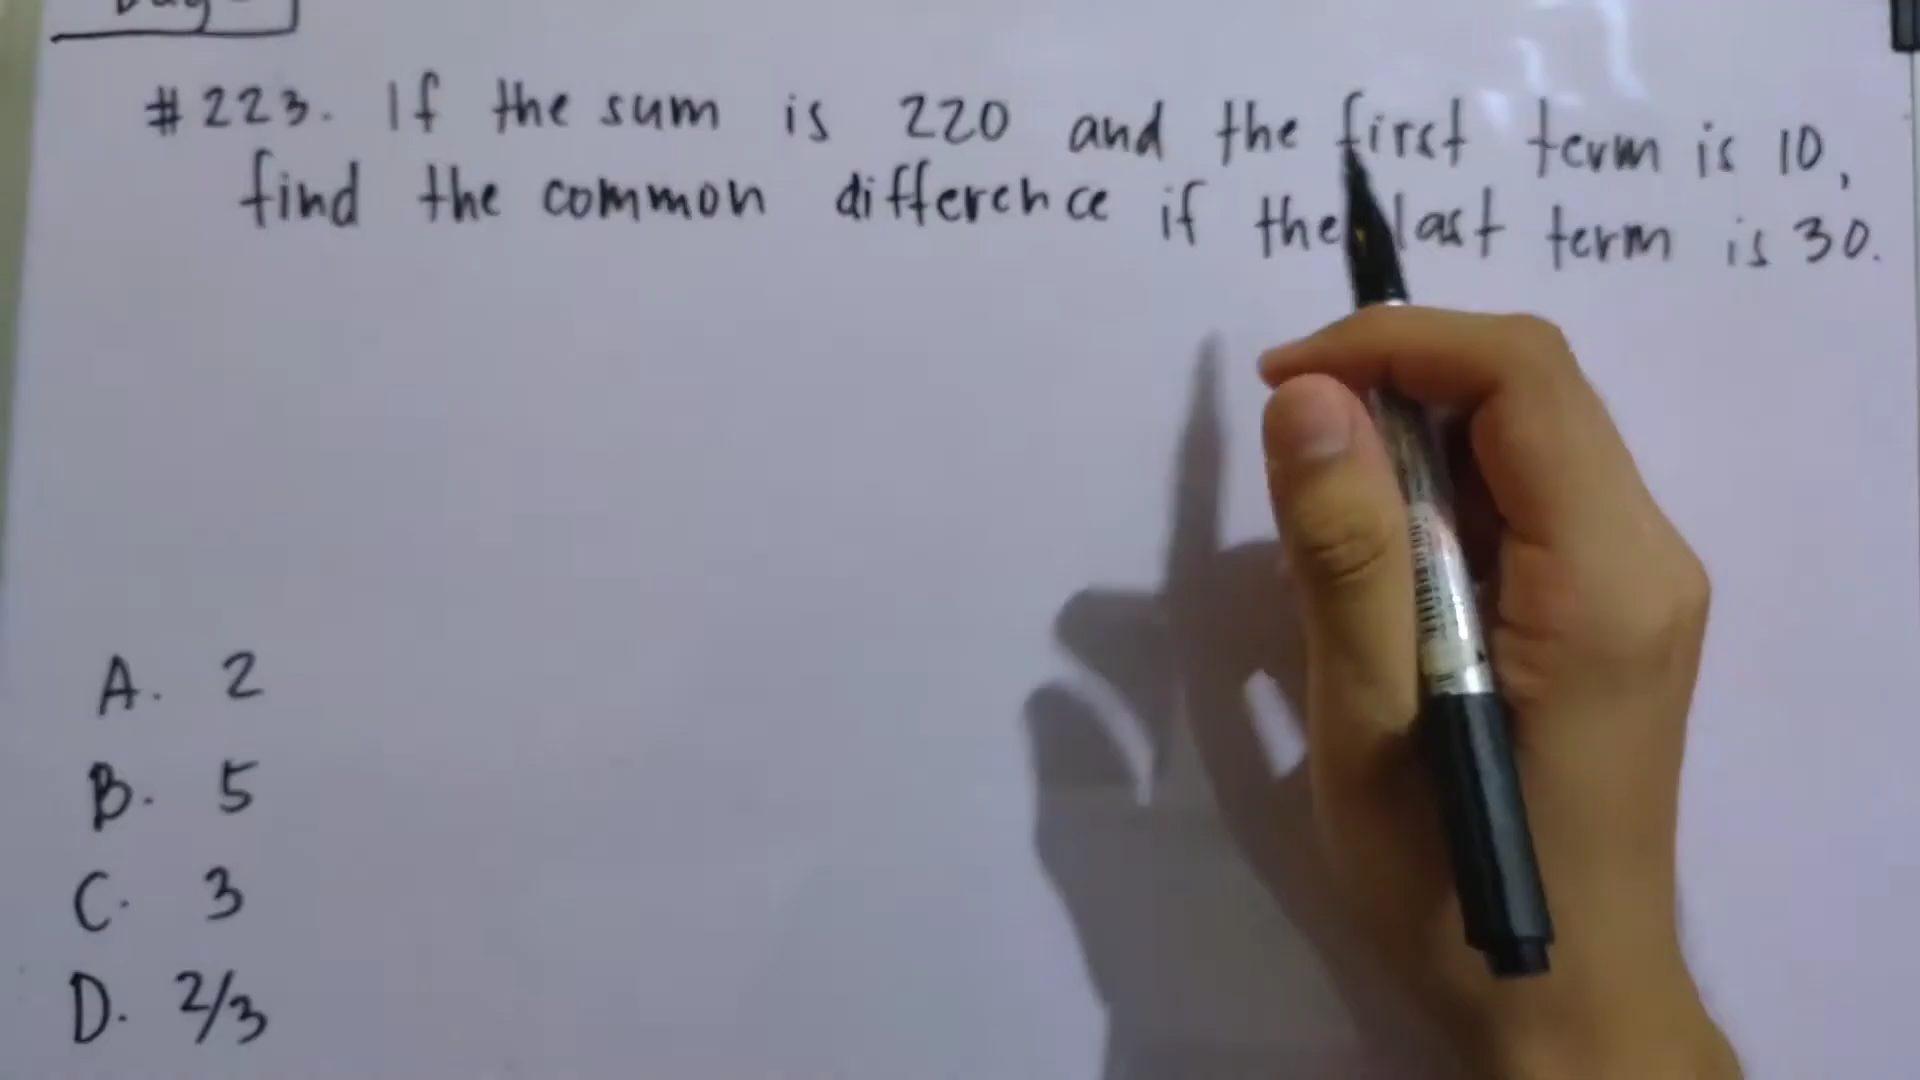 #223. If the sum is 220 and the first term is 10,
find the common difference if the last term is 30.
A. 2
B. 5
C. 3
D. 2/3